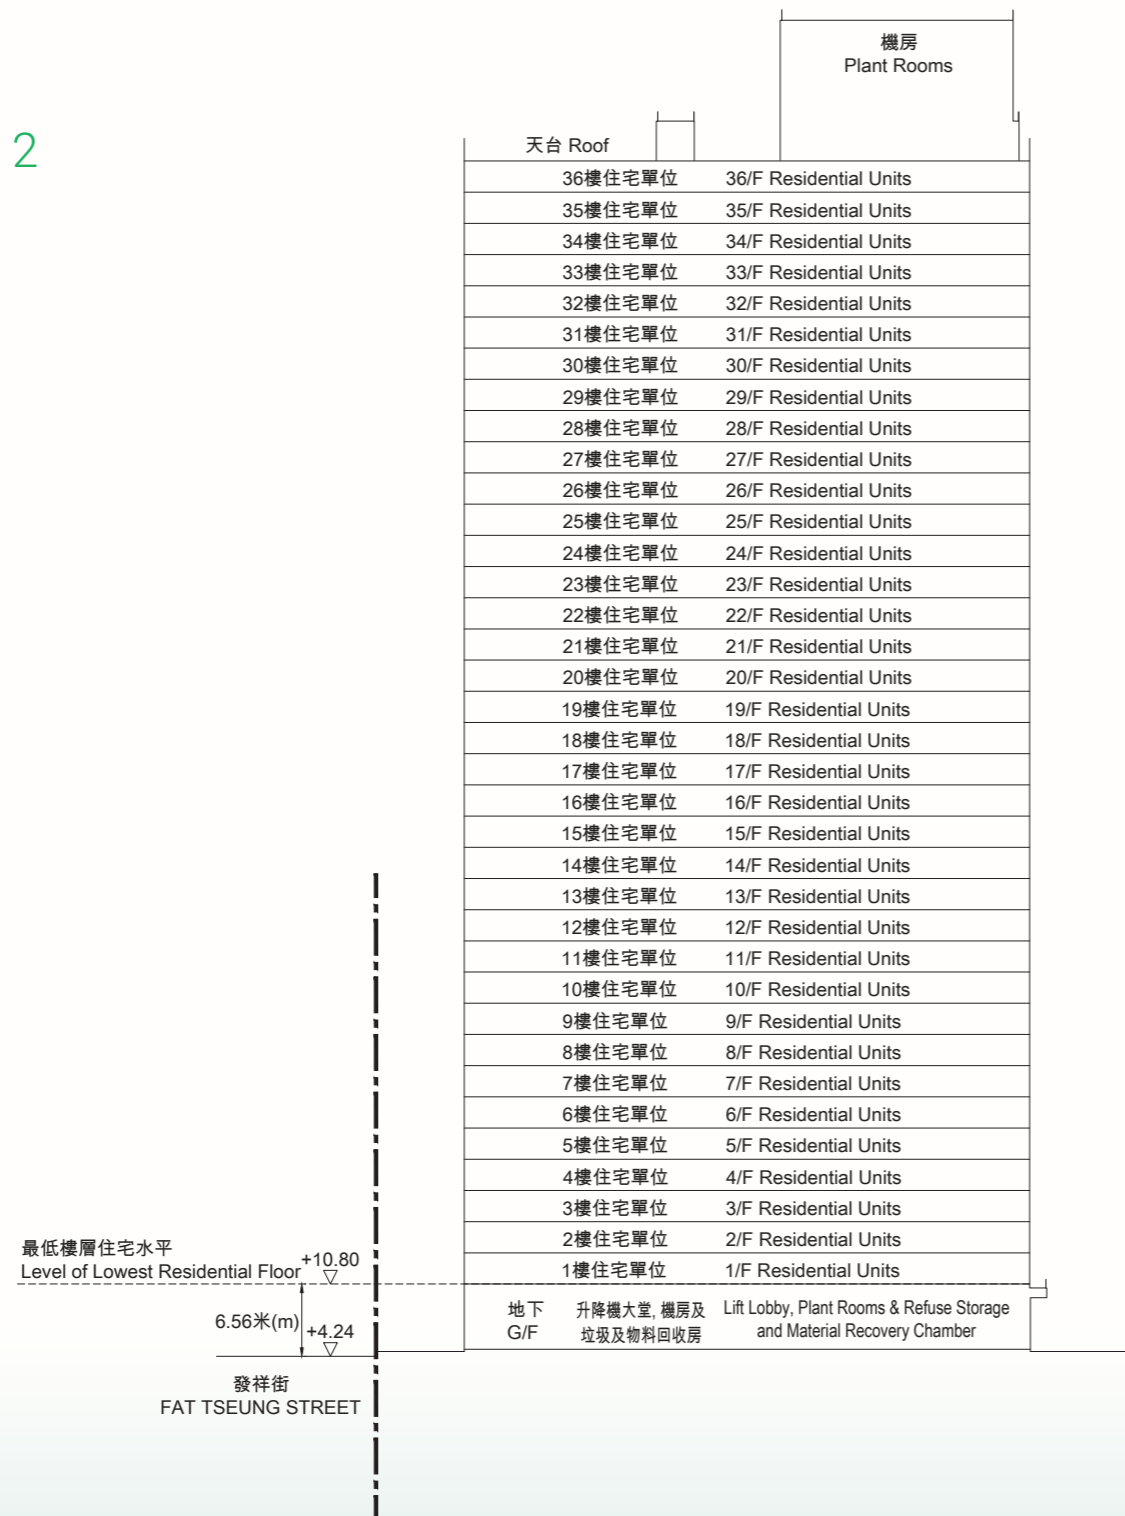 機房
Plant Rooms
2
天台 Roof
36樓住宅單位 36/F Residential Units
35樓住宅單位 35/F Residential Units
34樓住宅單位 34/F Residential Units
33樓住宅單位 33/F Residential Units
32樓住宅單位 32/F Residential Units
31樓住宅單位 31/F Residential Units
30樓住宅單位 30/F Residential Units
29樓住宅單位 29/F Residential Units
28樓住宅單位 28/F Residential Units
27樓住宅單位 27/F Residential Units
26樓住宅單位 26/F Residential Units
25樓住宅單位 25/F Residential Units
24樓住宅單位 24/F Residential Units
23樓住宅單位 23/F Residential Units
22樓住宅單位 22/F Residential Units
21樓住宅單位 21/F Residential Units
20樓住宅單位 20/F Residential Units
19樓住宅單位 19/F Residential Units
18樓住宅單位 18/F Residential Units
17樓住宅單位 17/F Residential Units
16樓住宅單位 16/F Residential Units
15樓住宅單位 15/F Residential Units
14樓住宅單位 14/F Residential Units
13樓住宅單位 13/F Residential Units
12樓住宅單位 12/F Residential Units
11樓住宅單位 11/F Residential Units
10樓住宅單位 10/F Residential Units
9樓住宅單位 9/F Residential Units
8樓住宅單位 8/F Residential Units
7樓住宅單位 7/F Residential Units
6樓住宅單位 6/F Residential Units
5樓住宅單位 5/F Residential Units
4樓住宅單位 4/F Residential Units
3樓住宅單位 3/F Residential Units
2樓住宅單位 2/F Residential Units
1樓住宅單位 1/F Residential Units
最低樓層住宅水平
Level of Lowest Residential Floor
+10.80
6.56米(m)
+4.24
地下
G/F
升降機大堂, 機房及
垃圾及物料回收房
Lift Lobby, Plant Rooms & Refuse Storage
and Material Recovery Chamber
發祥街
FAT TSEUNG STREET